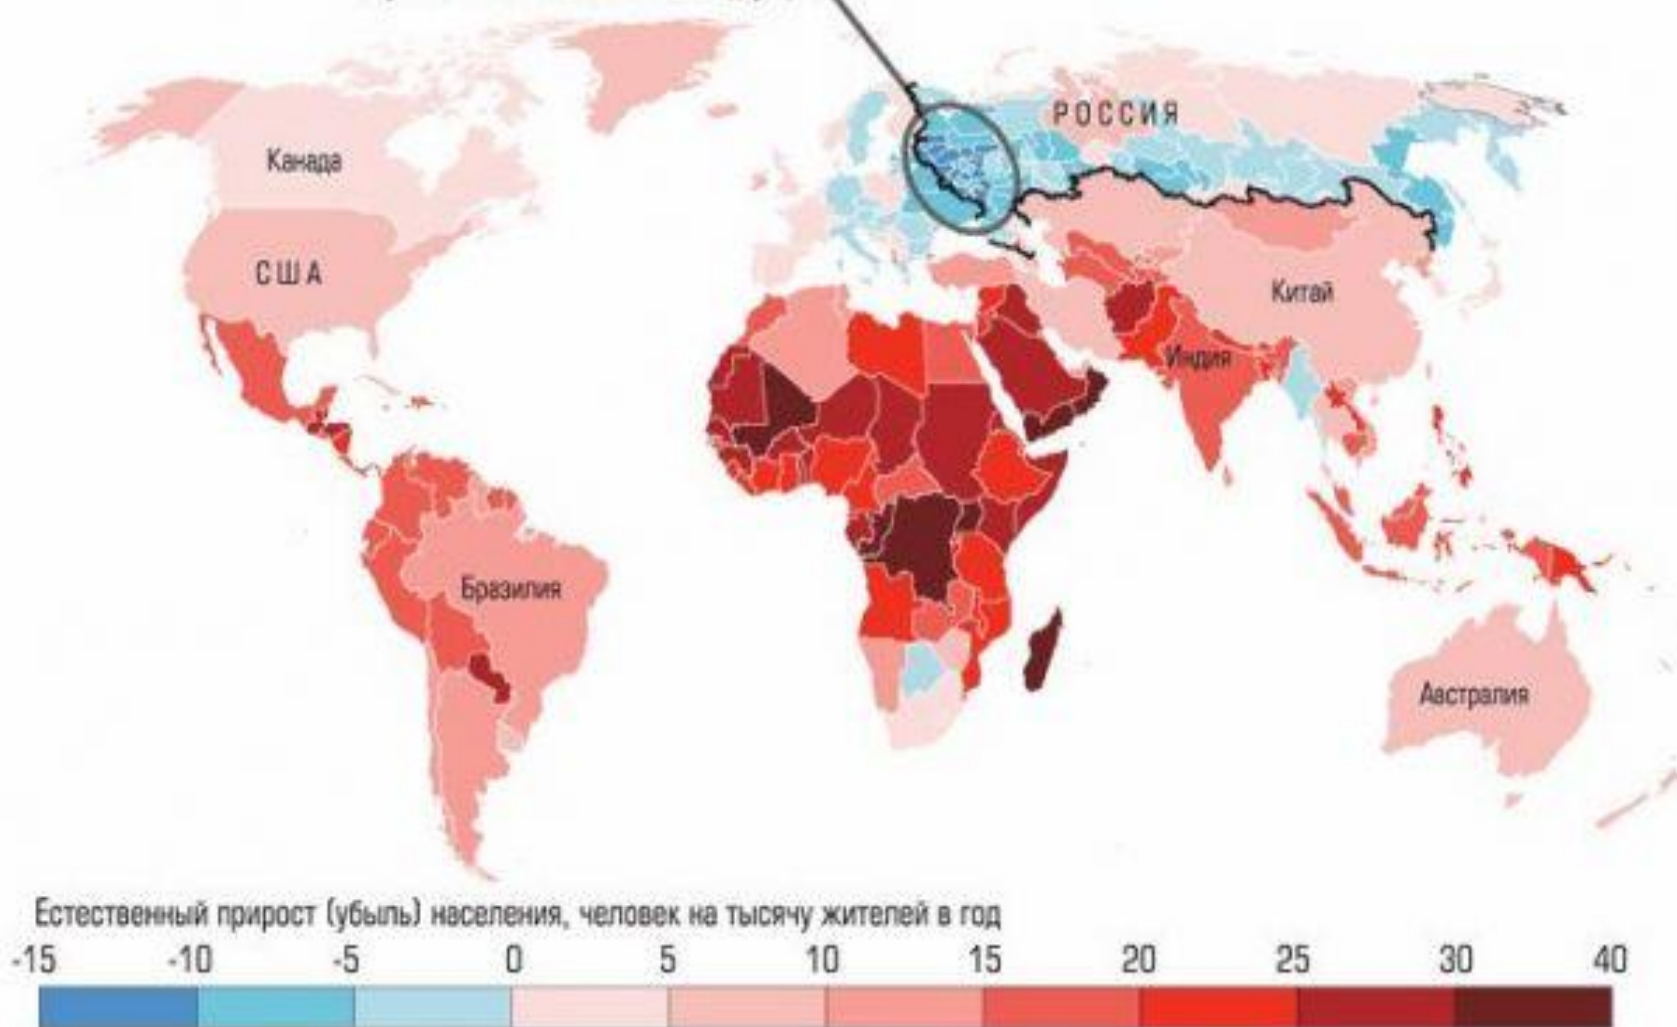 РОССИЯ
Канада
США
Китай
Индия
Бразилия
Австралия
Естественный прирост (убыль) населения, человек на тысячу жителей в год
-15 -10 -5 0 5 10 15 20 25 30 40